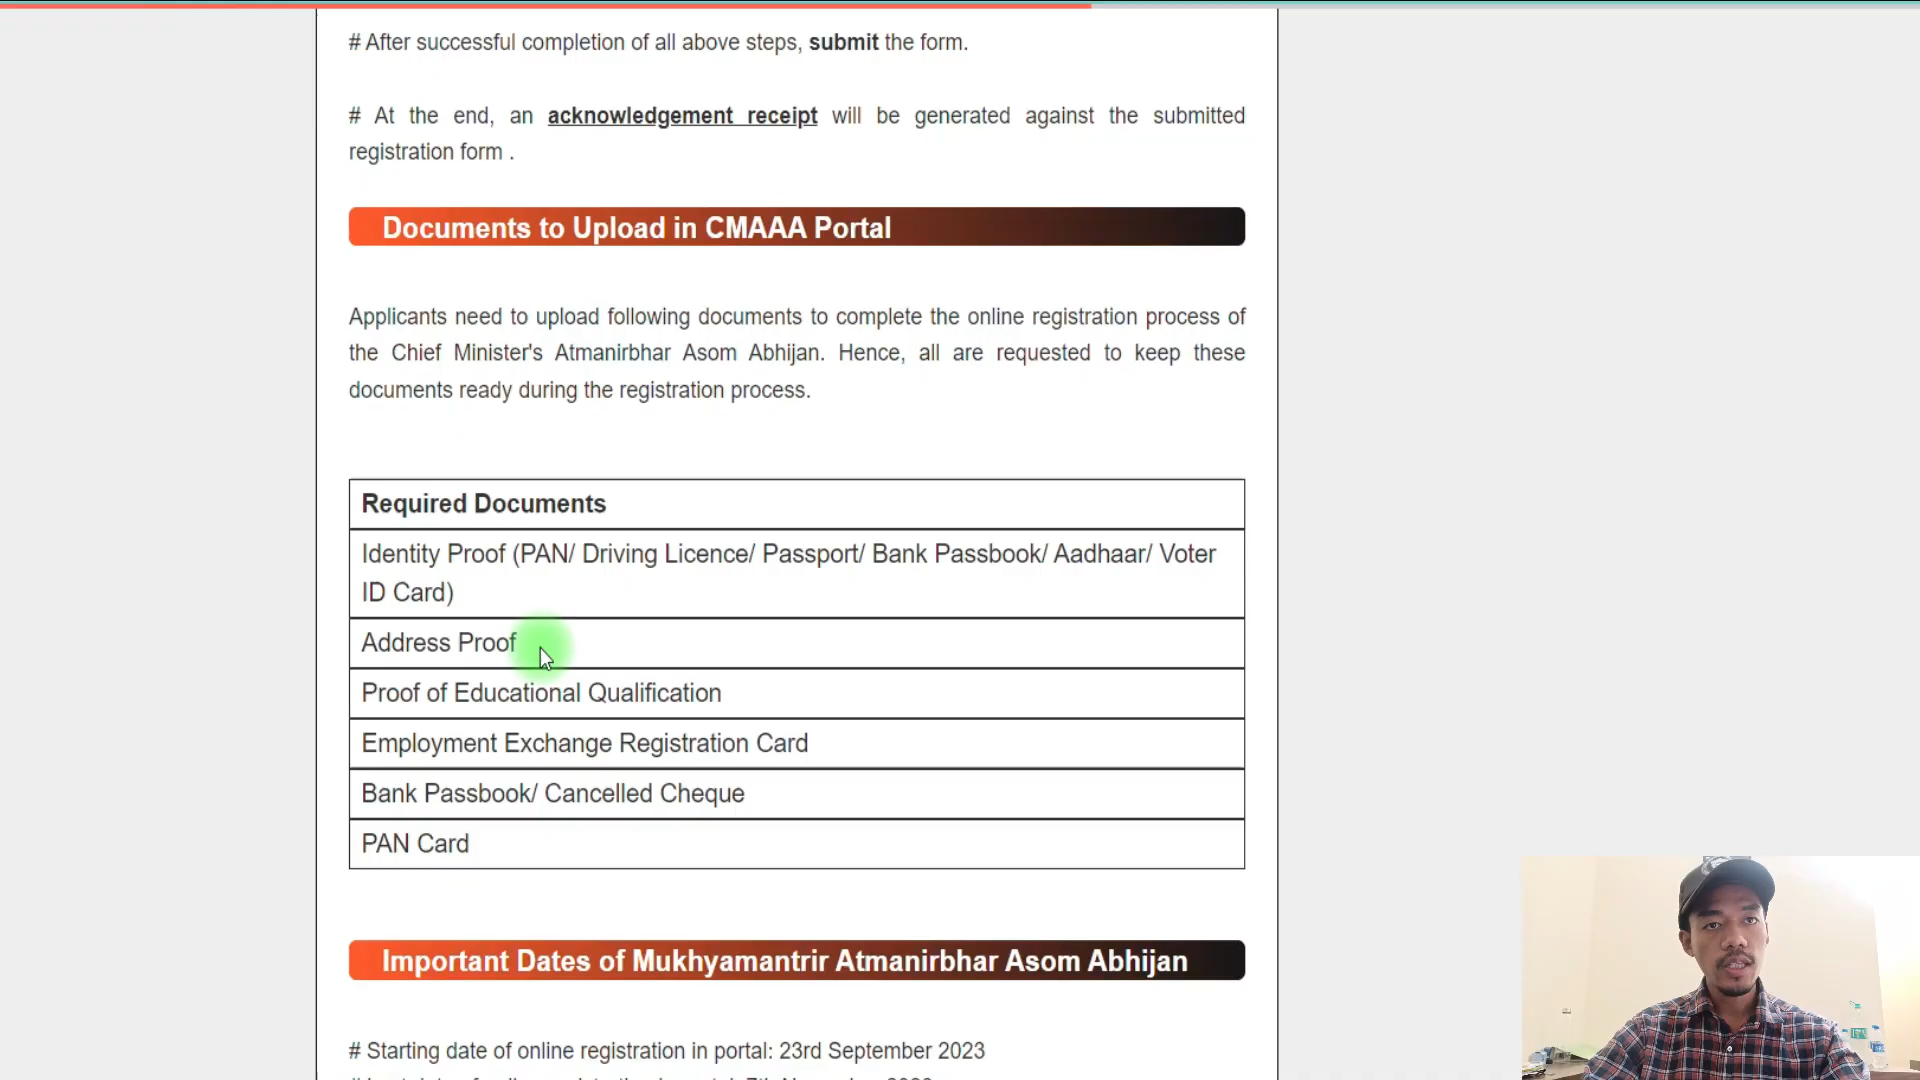 # After successful completion of all above steps, submit the form.
# At the end, an acknowledgement receipt will be generated against the submitted
registration form .
Documents to Upload in CMAAA Portal
Applicants need to upload following documents to complete the online registration process of
the Chief Minister's Atmanirbhar Asom Abhijan. Hence, all are requested to keep these
documents ready during the registration process.
Required Documents
Identity Proof (PAN/ Driving Licence/ Passport/ Bank Passbook/ Aadhaar/ Voter
ID Card)
Address Proof
Proof of Educational Qualification
Employment Exchange Registration Card
Bank Passbook/ Cancelled Cheque
PAN Card
Important Dates of Mukhyamantrir Atmanirbhar Asom Abhijan
# Starting date of online registration in portal: 23rd September 2023